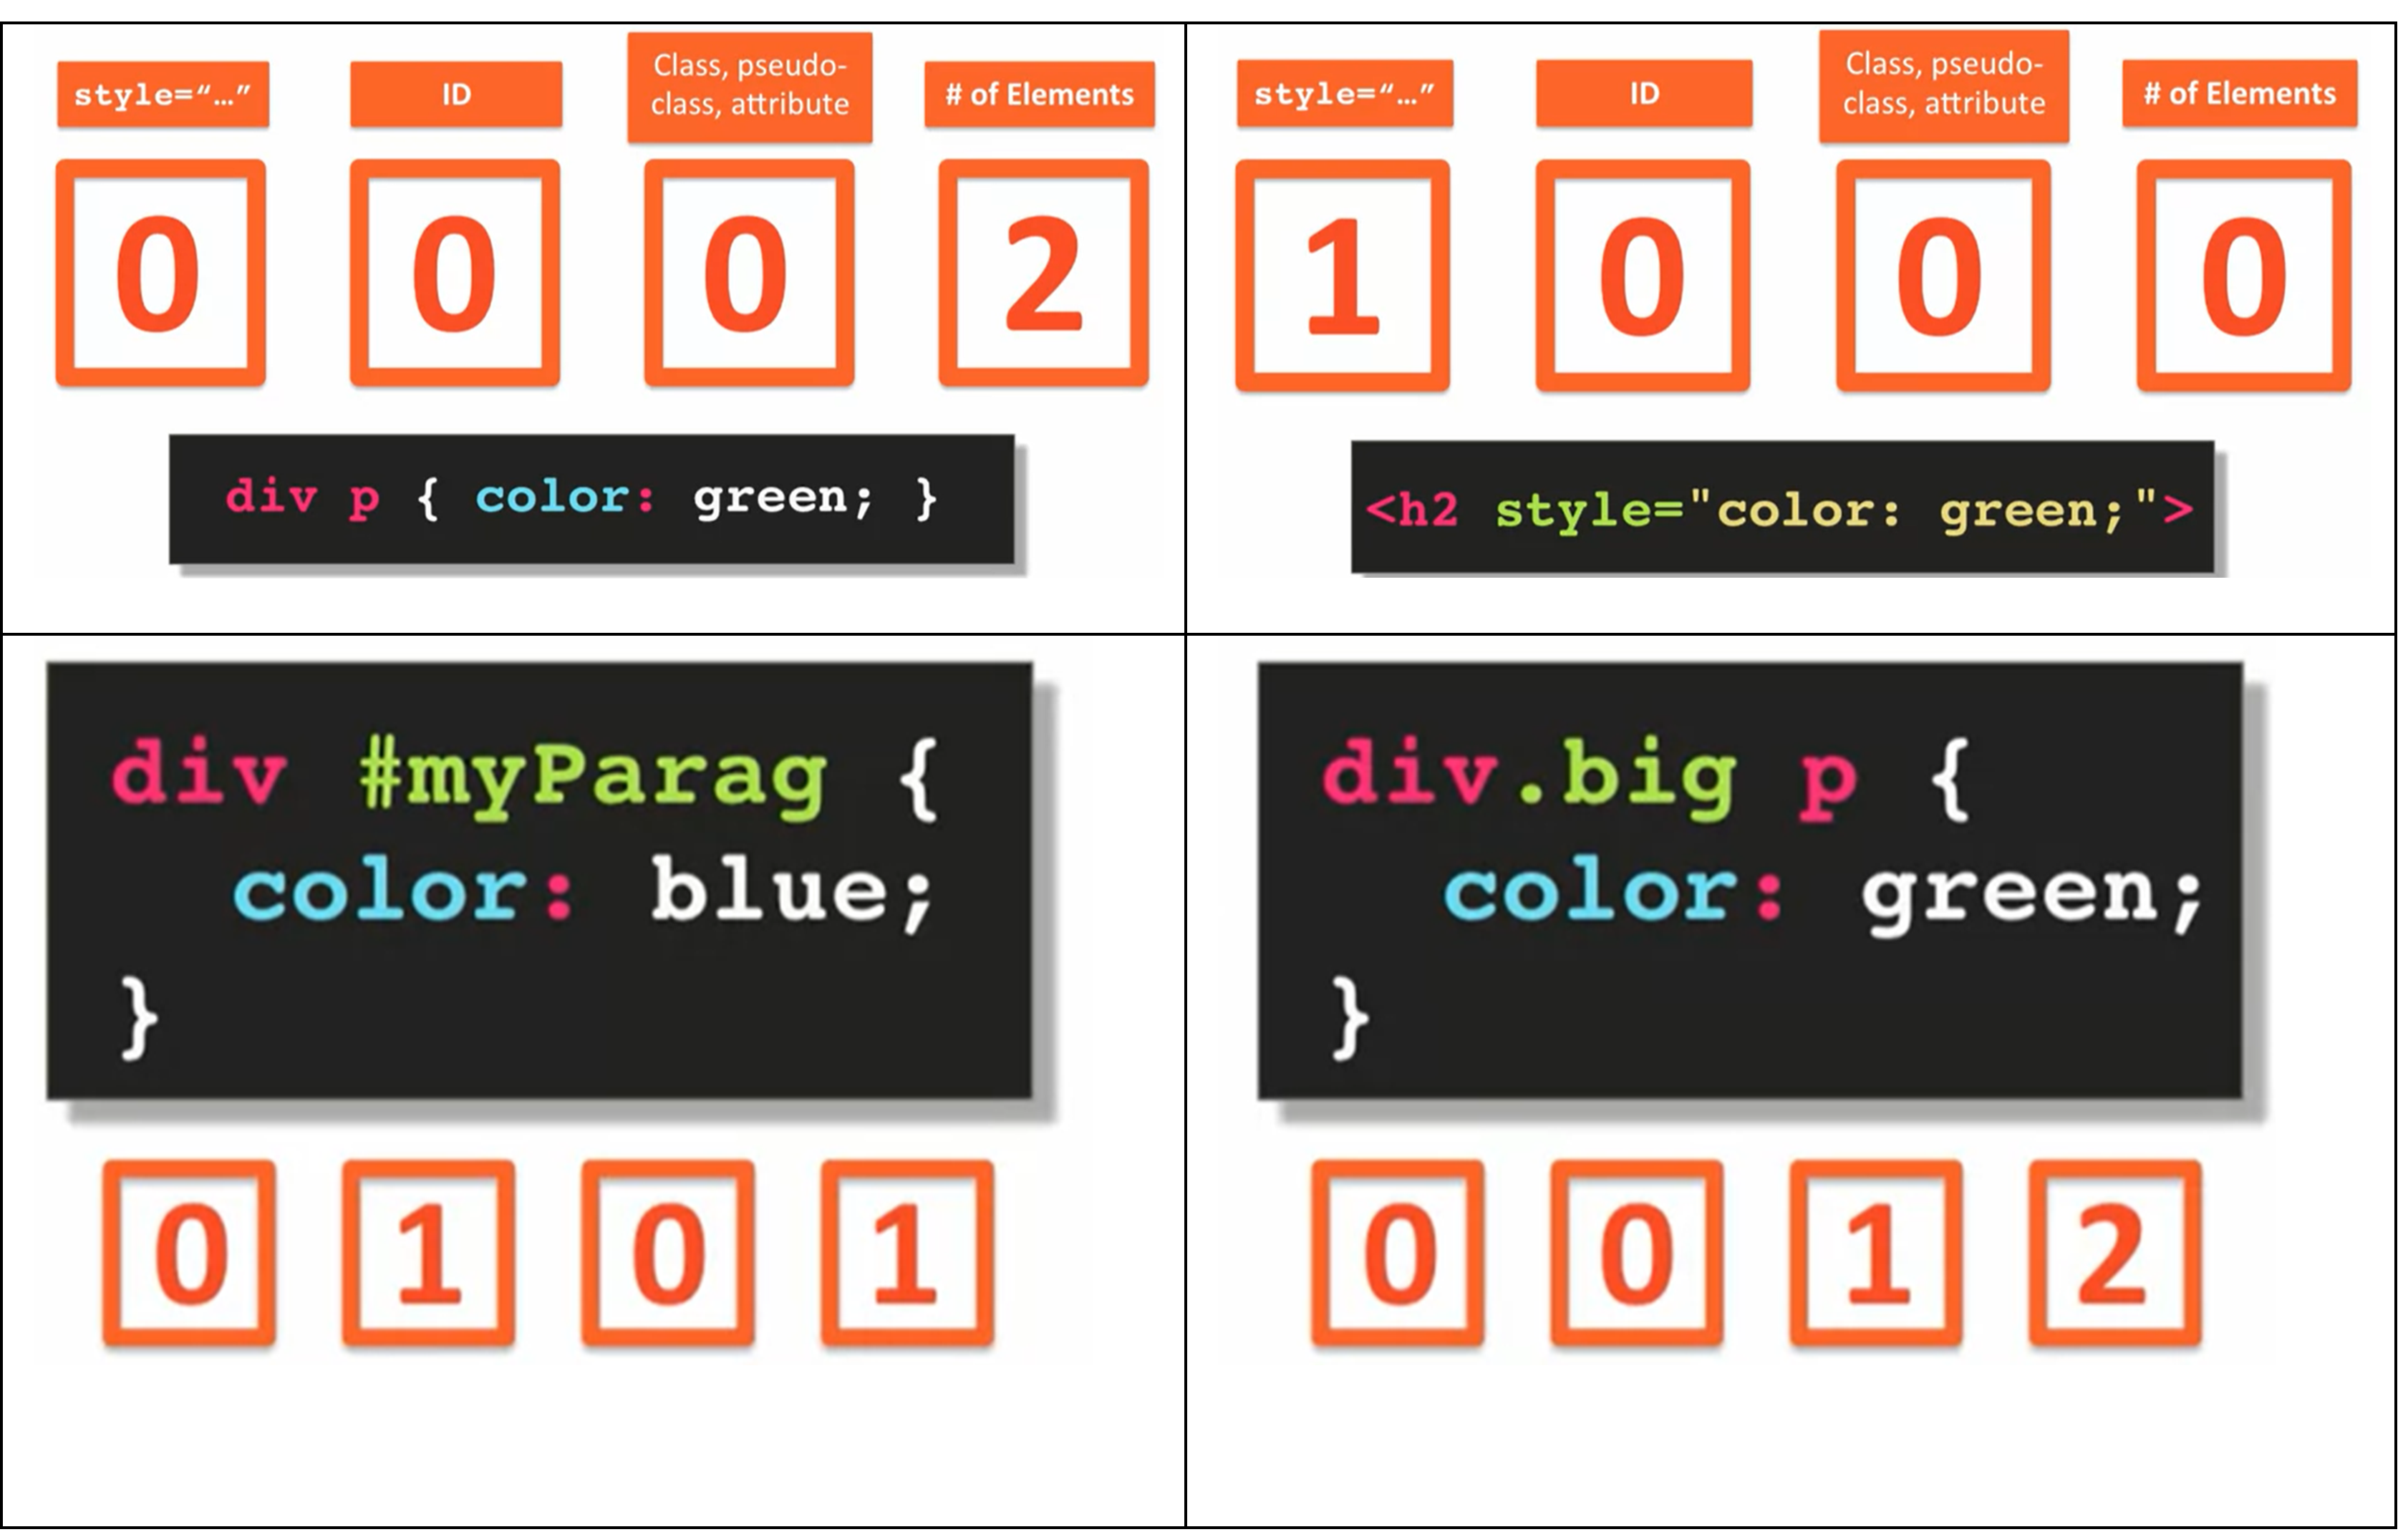 style=“…” ID Class, pseudo- # of Elements
class, attribute
0 0 0 2
div p { color: green; }
style=“…” ID Class, pseudo- # of Elements
class, attribute
1 0 0 0
<h2 style="color: green;">
div #myParag {
color: blue;
}
0 1 0 1
div.big p {
color: green;
}
0 0 1 2